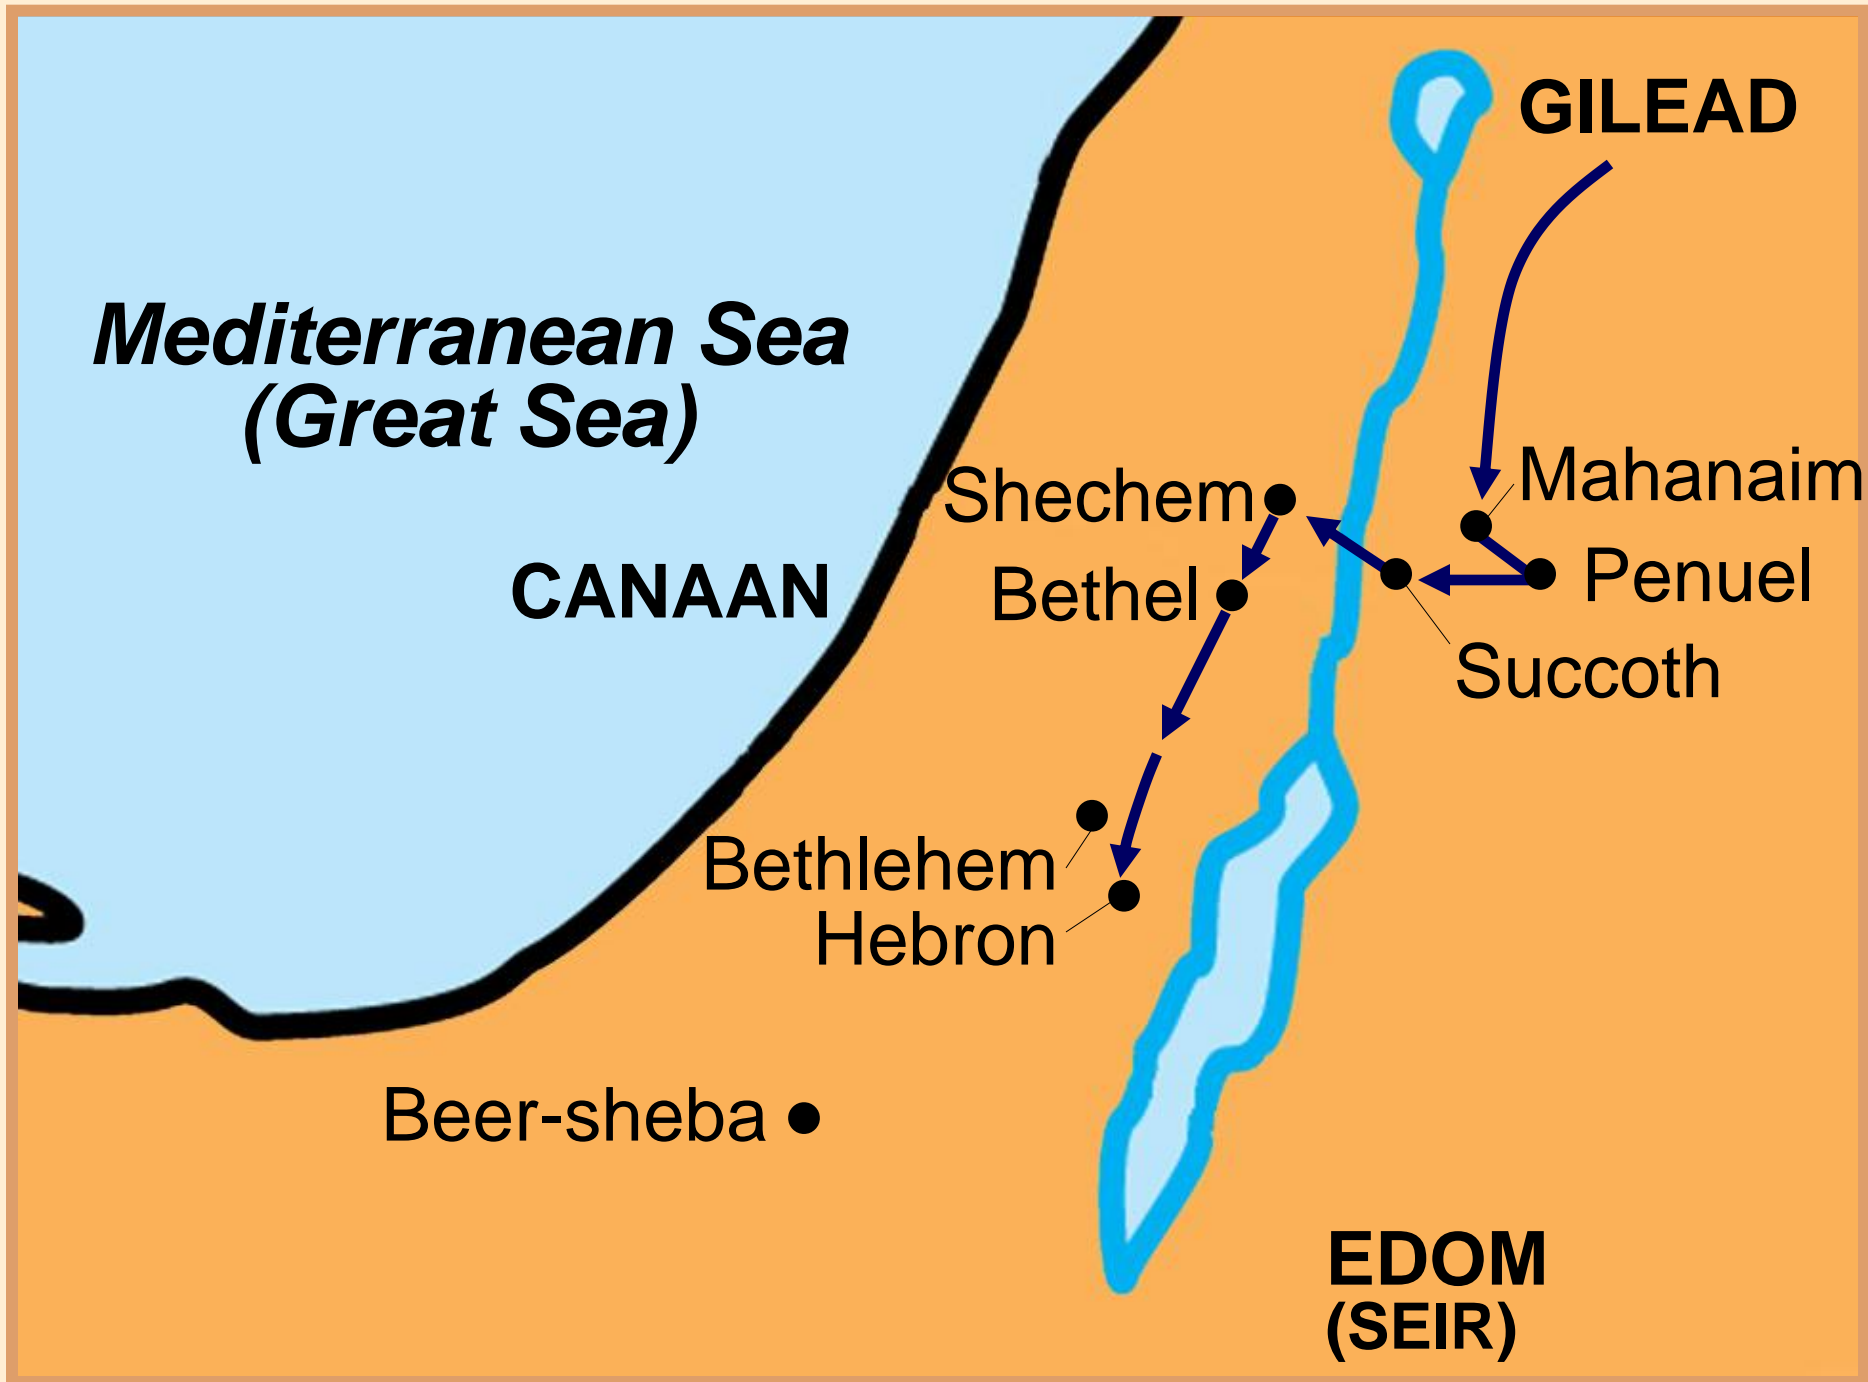 GILEAD
Mediterranean Sea
(Great Sea)
Mahanaim
Shechem
Penuel
CANAAN
Bethel
Succoth
Bethlehem
Hebron
Beer-sheba
EDOM
(SEIR)